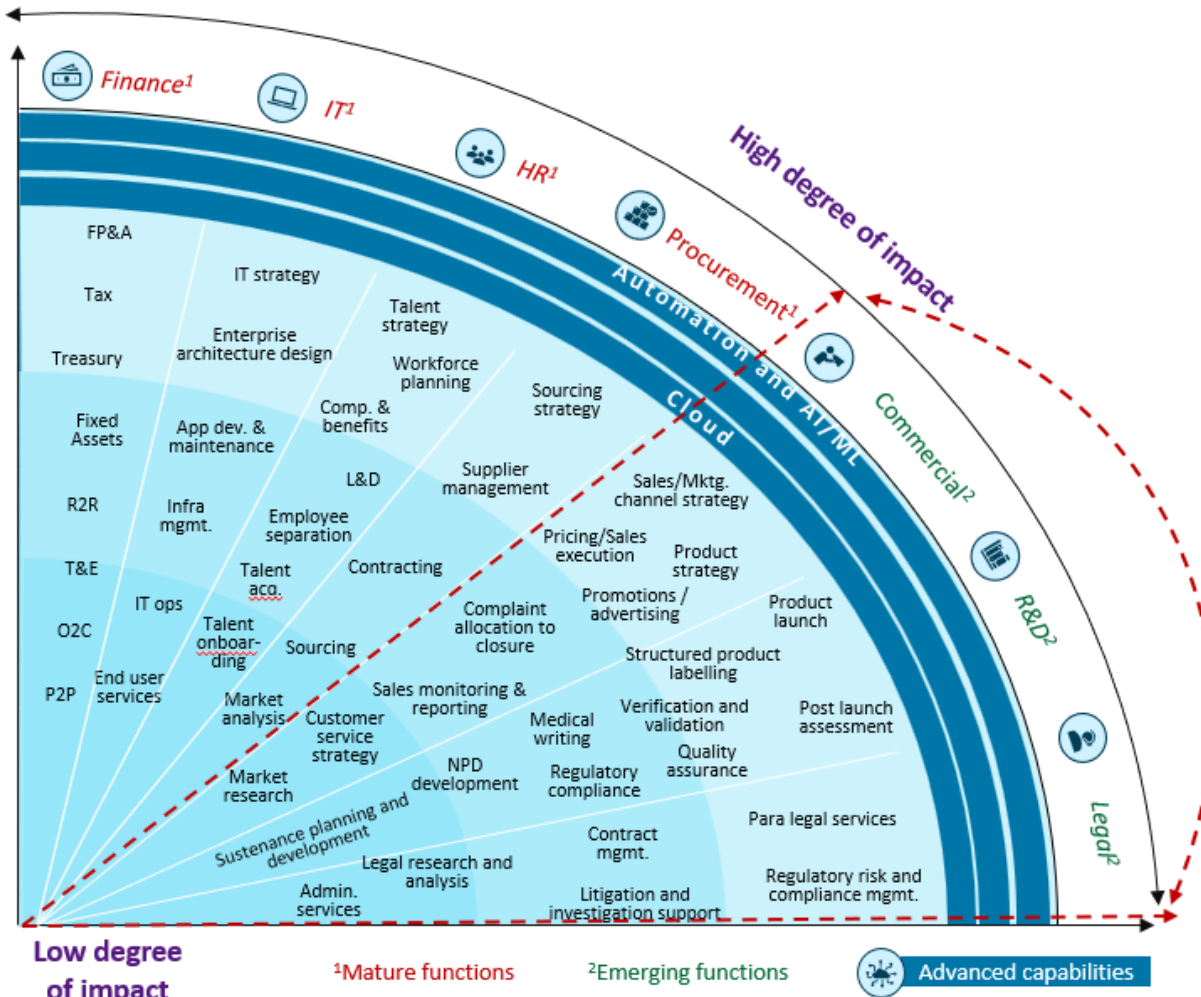 Finance¹
IT¹
HR¹
Procurement¹
High degree of impact
Commercial²
R&D²
Legal²
Automation and AI/ML
Cloud
FP&A
Tax
Treasury
Fixed
Assets
R2R
T&E
O2C
P2P
IT strategy
Enterprise
architecture design
App dev. &
maintenance
Infra
mgmt.
IT ops
End user
services
Talent
strategy
Workforce
planning
Comp. &
benefits
L&D
Employee
separation
Talent
acq.
Talent
onboar-
ding
Sourcing
strategy
Supplier
management
Contracting
Sourcing
Market
analysis
Sales/Mktg.
channel strategy
Pricing/Sales
execution
Product
strategy
Promotions /
advertising
Complaint
allocation to
closure
Sales monitoring &
reporting
Customer
service
strategy
Market
research
Product
launch
Structured product
labelling
Verification and
validation
Post launch
assessment
Medical
writing
Quality
assurance
NPD
development
Regulatory
compliance
Sustenance planning and
development
Para legal services
Contract
mgmt.
Legal research and
analysis
Regulatory risk and
compliance mgmt.
Admin.
services
Litigation and
investigation support
Low degree
of impact
¹Mature functions
²Emerging functions
Advanced capabilities